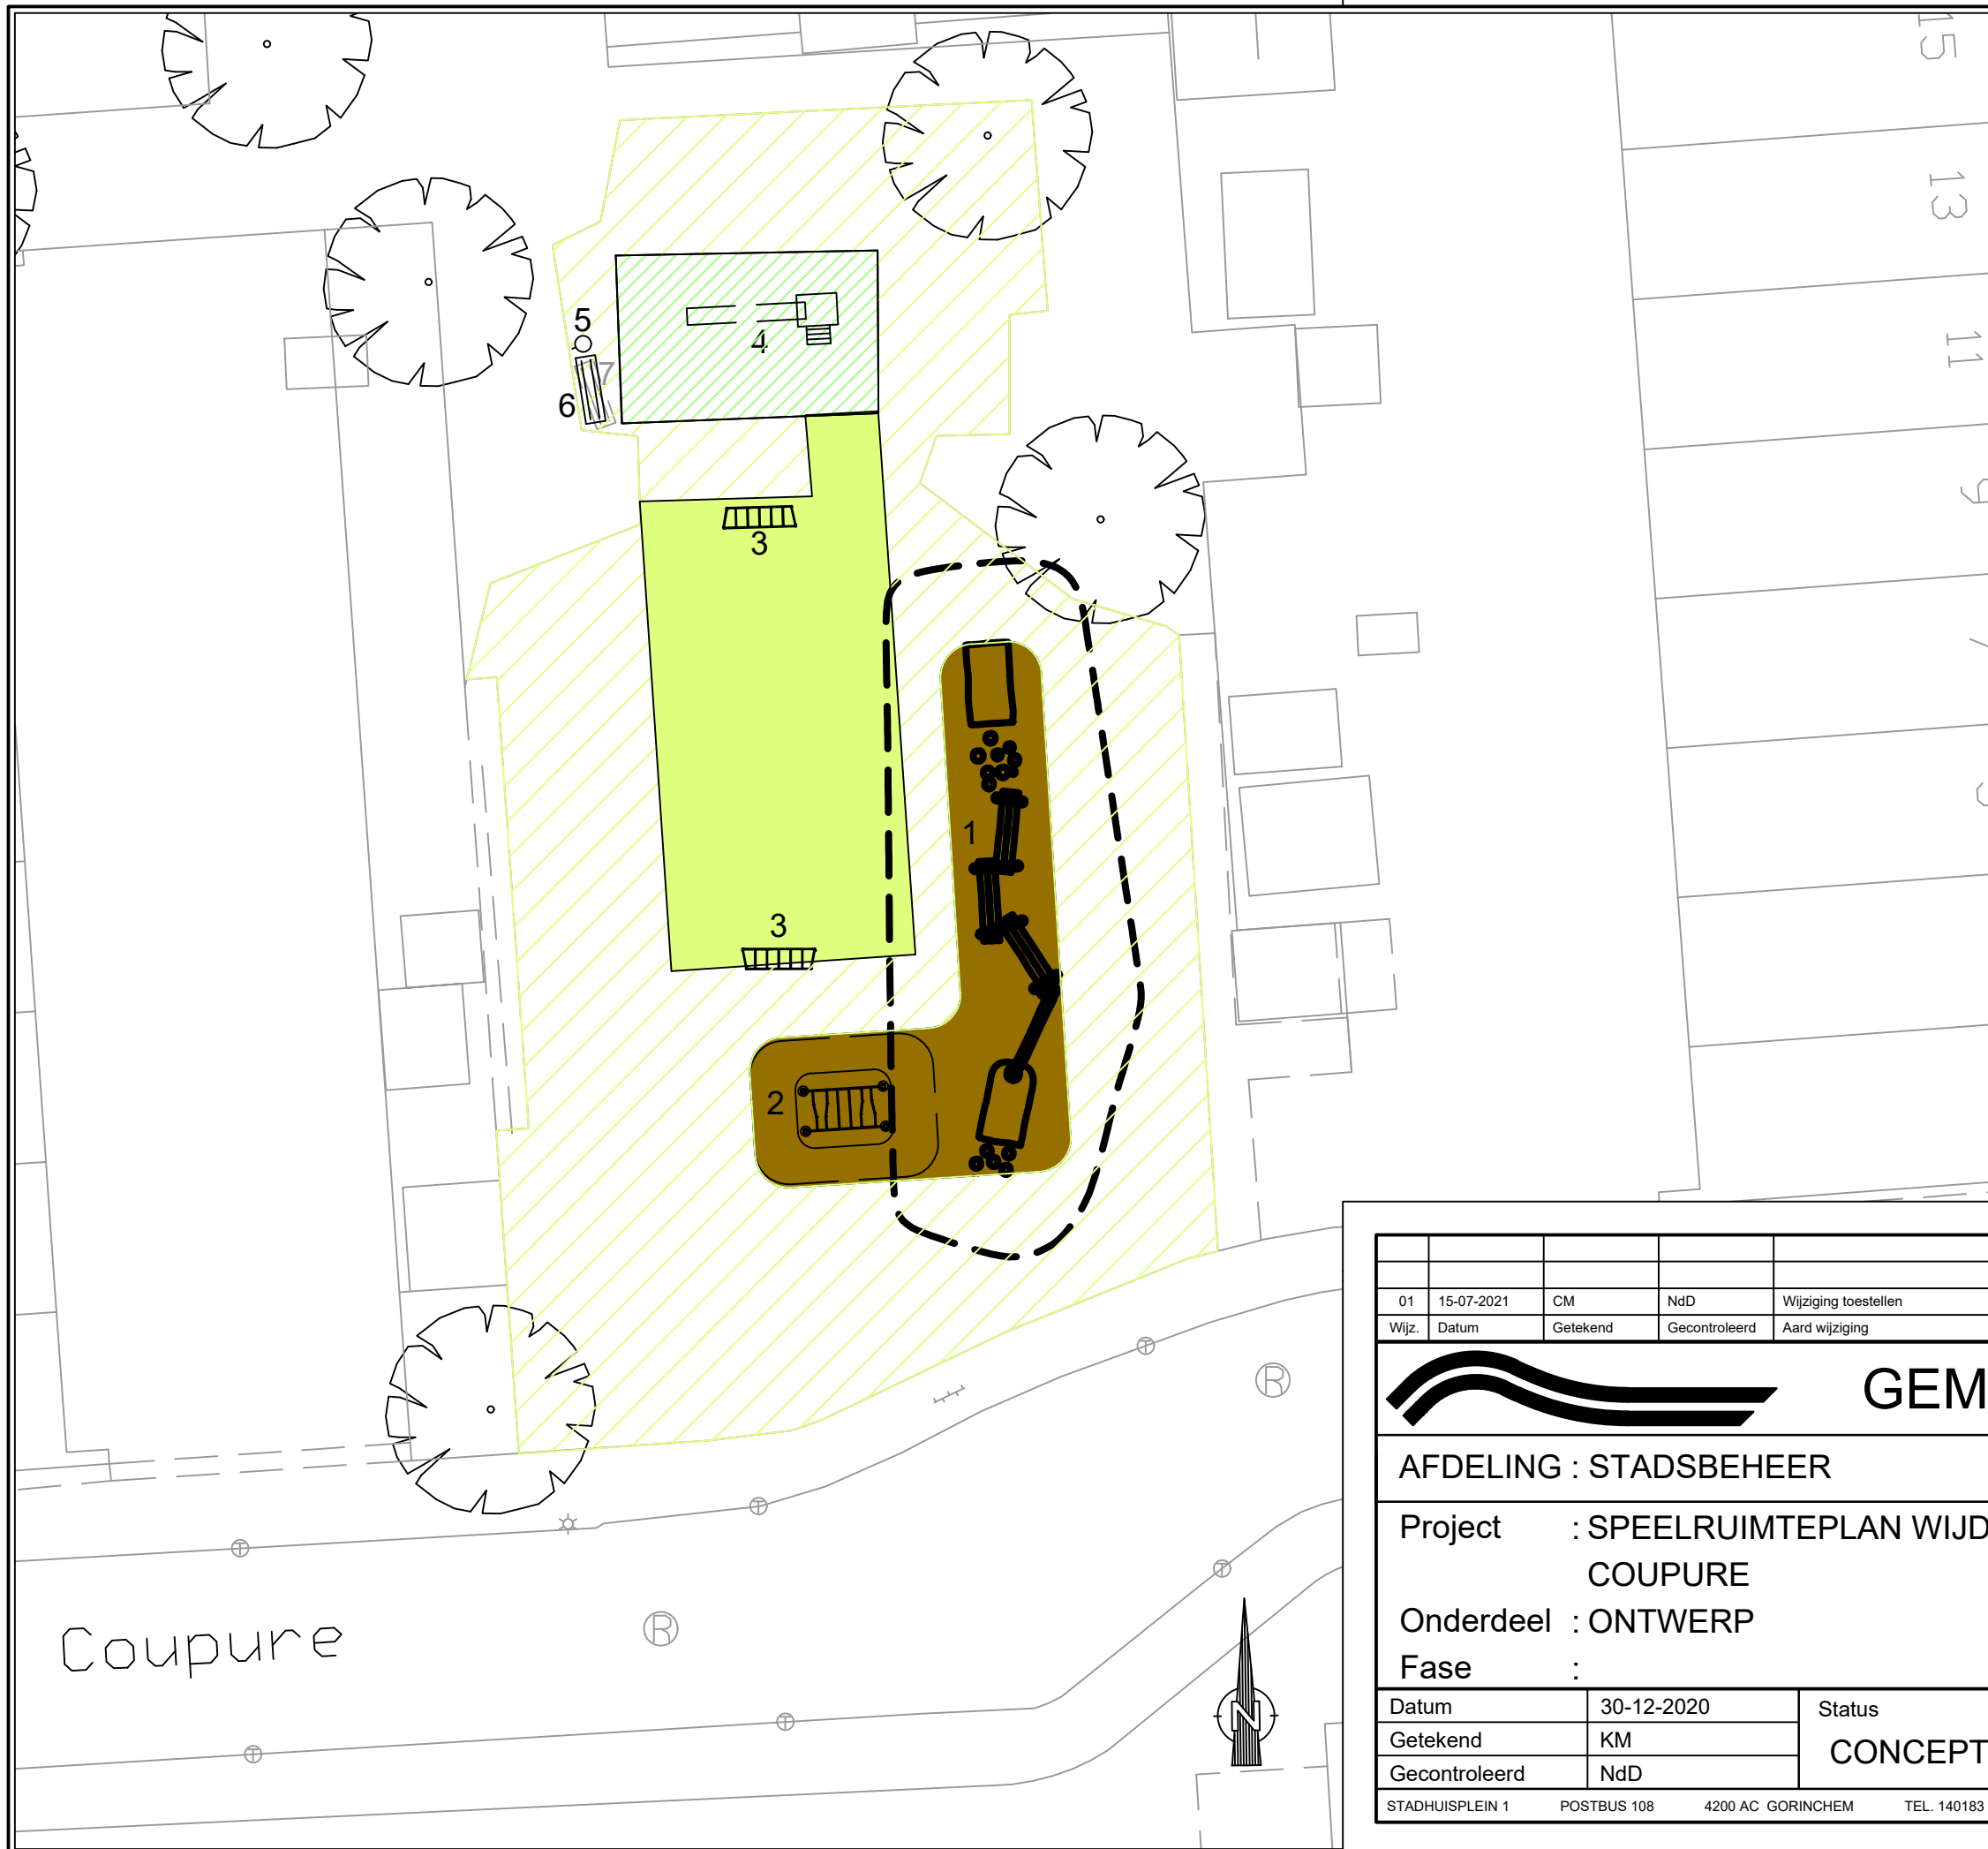 15
13
11
9
5
4
7
6
3
3
1
2
R
R
Coupure
N
01 15-07-2021 CM NdD Wijziging toestellen
Wijz. Datum Getekend Gecontroleerd Aard wijziging
GEM
AFDELING : STADSBEHEER
Project : SPEELRUIMTEPLAN WIJD
COUPURE
Onderdeel : ONTWERP
Fase :
Datum 30-12-2020 Status
Getekend KM CONCEPT
Gecontroleerd NdD
STADHUISPLEIN 1 POSTBUS 108 4200 AC GORINCHEM TEL. 140183